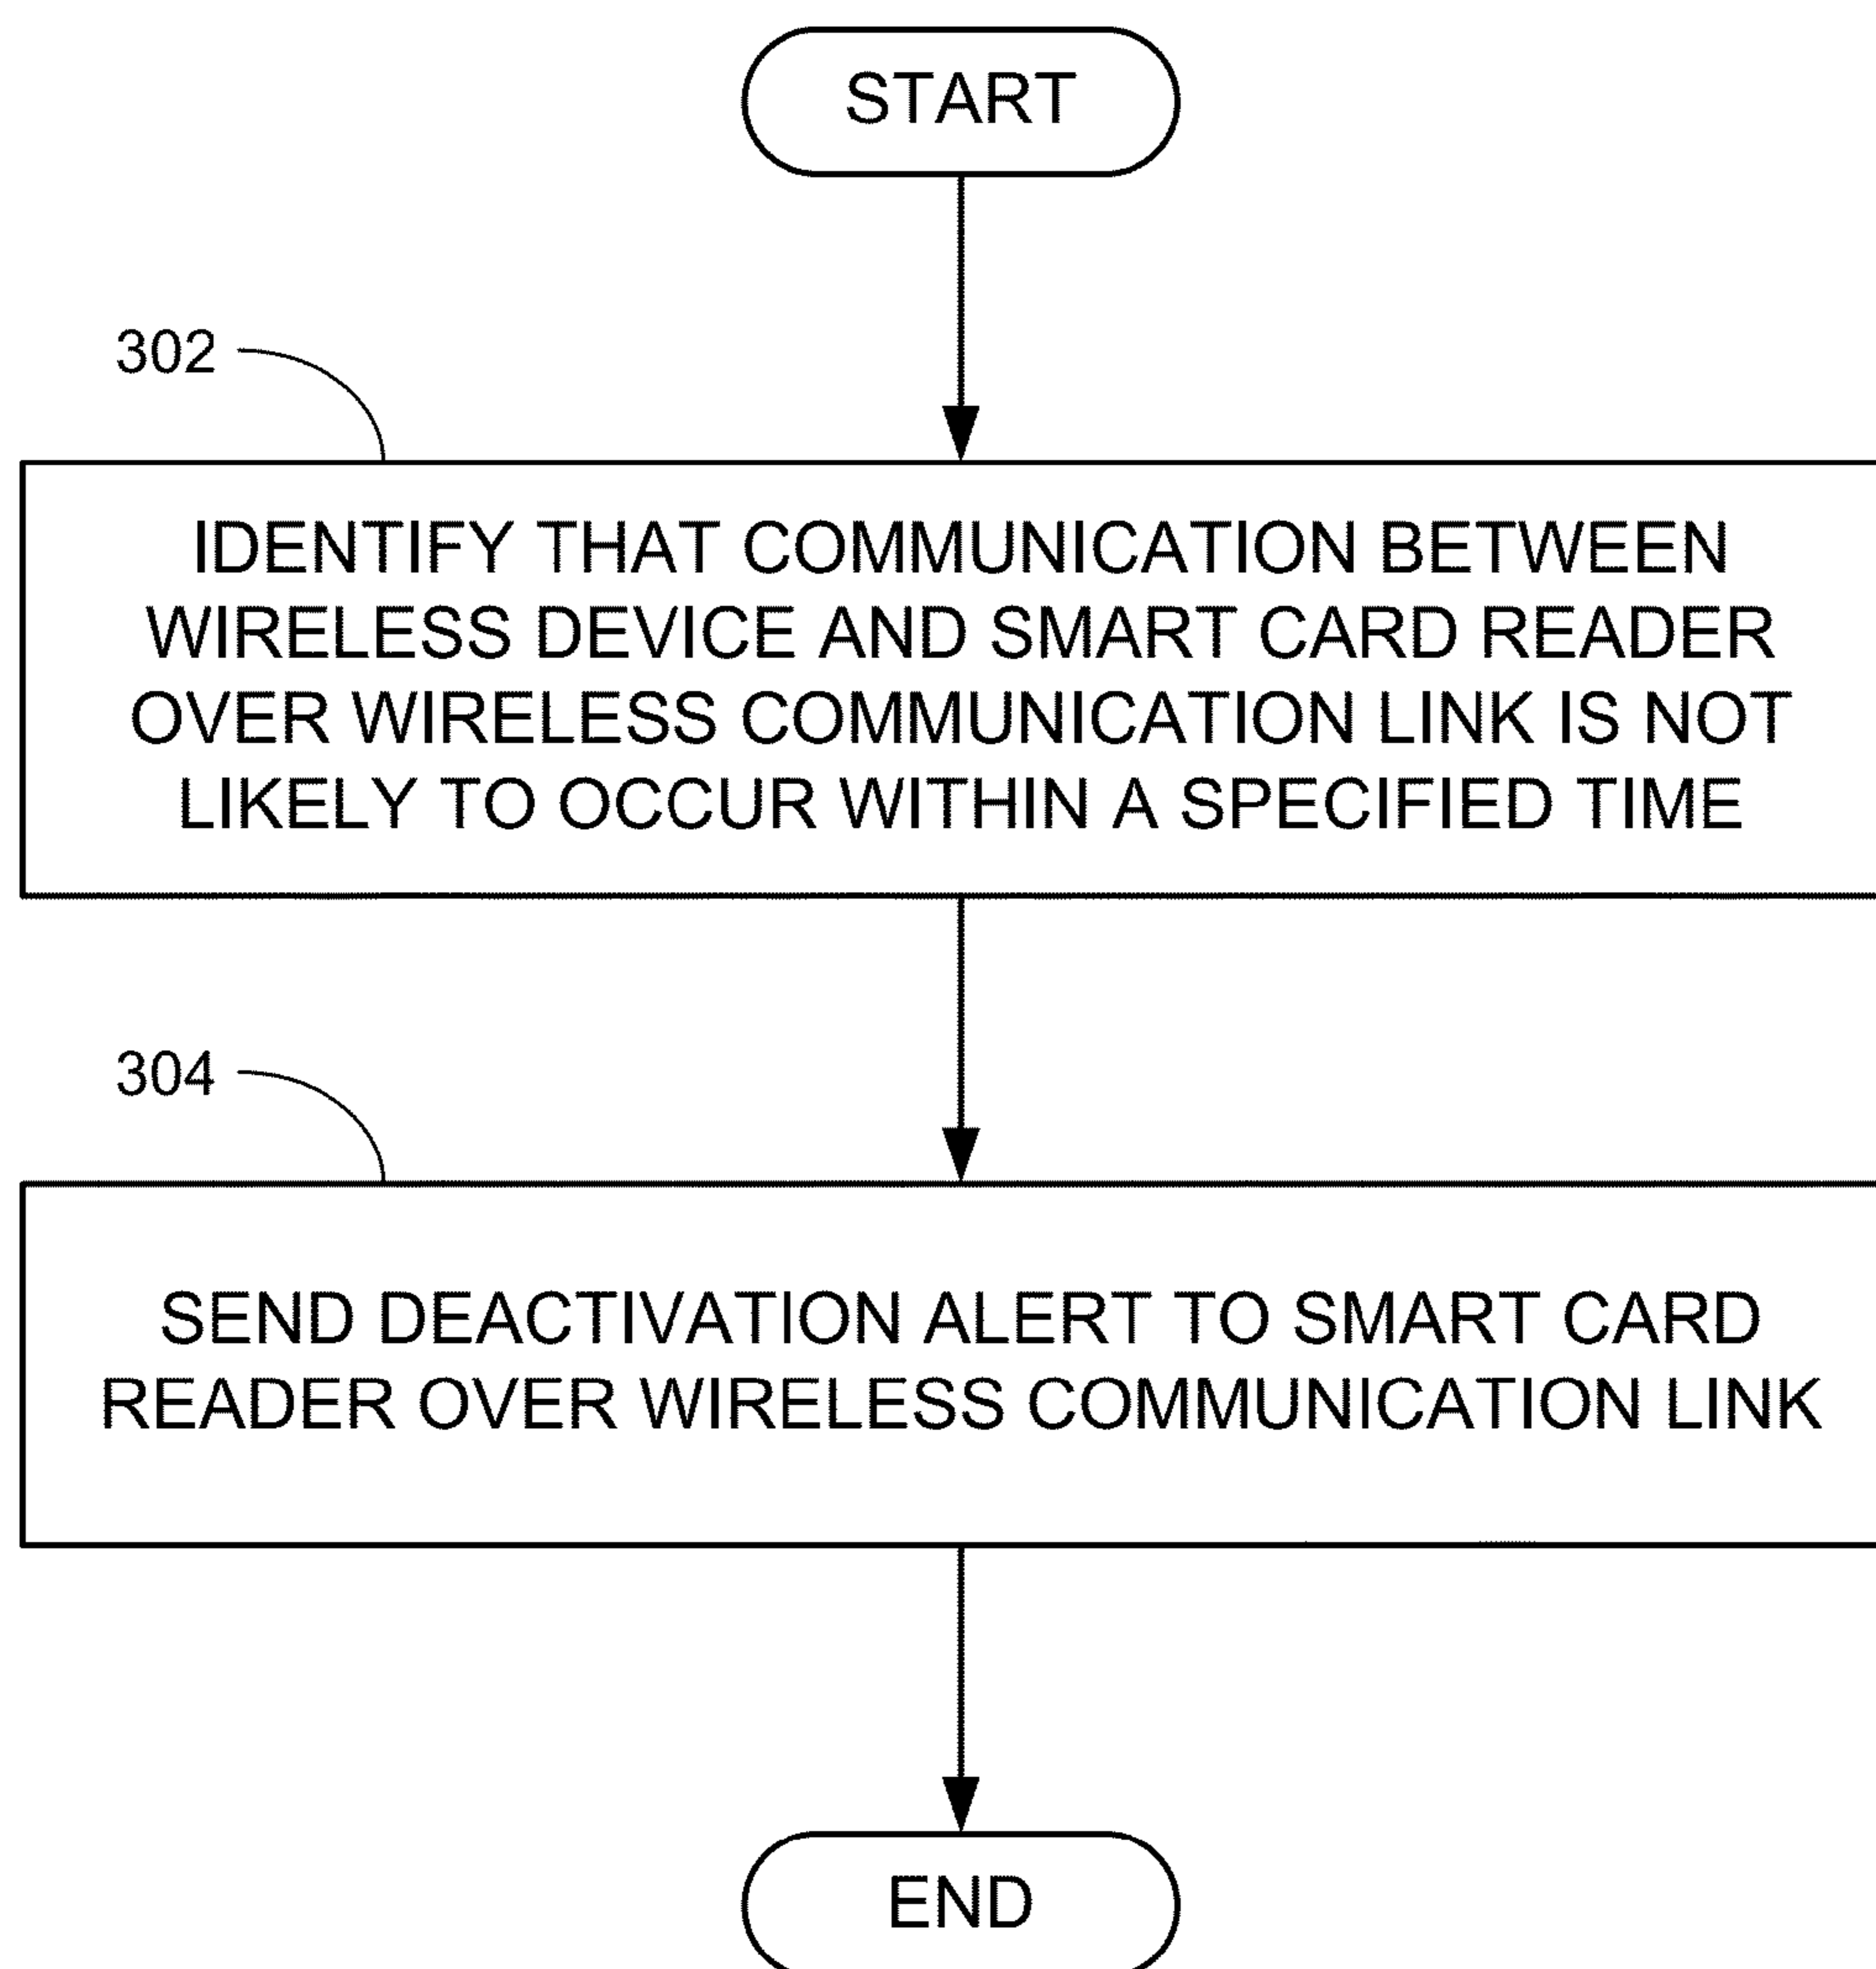 START
302
IDENTIFY THAT COMMUNICATION BETWEEN
WIRELESS DEVICE AND SMART CARD READER
OVER WIRELESS COMMUNICATION LINK IS NOT
LIKELY TO OCCUR WITHIN A SPECIFIED TIME
304
SEND DEACTIVATION ALERT TO SMART CARD
READER OVER WIRELESS COMMUNICATION LINK
END